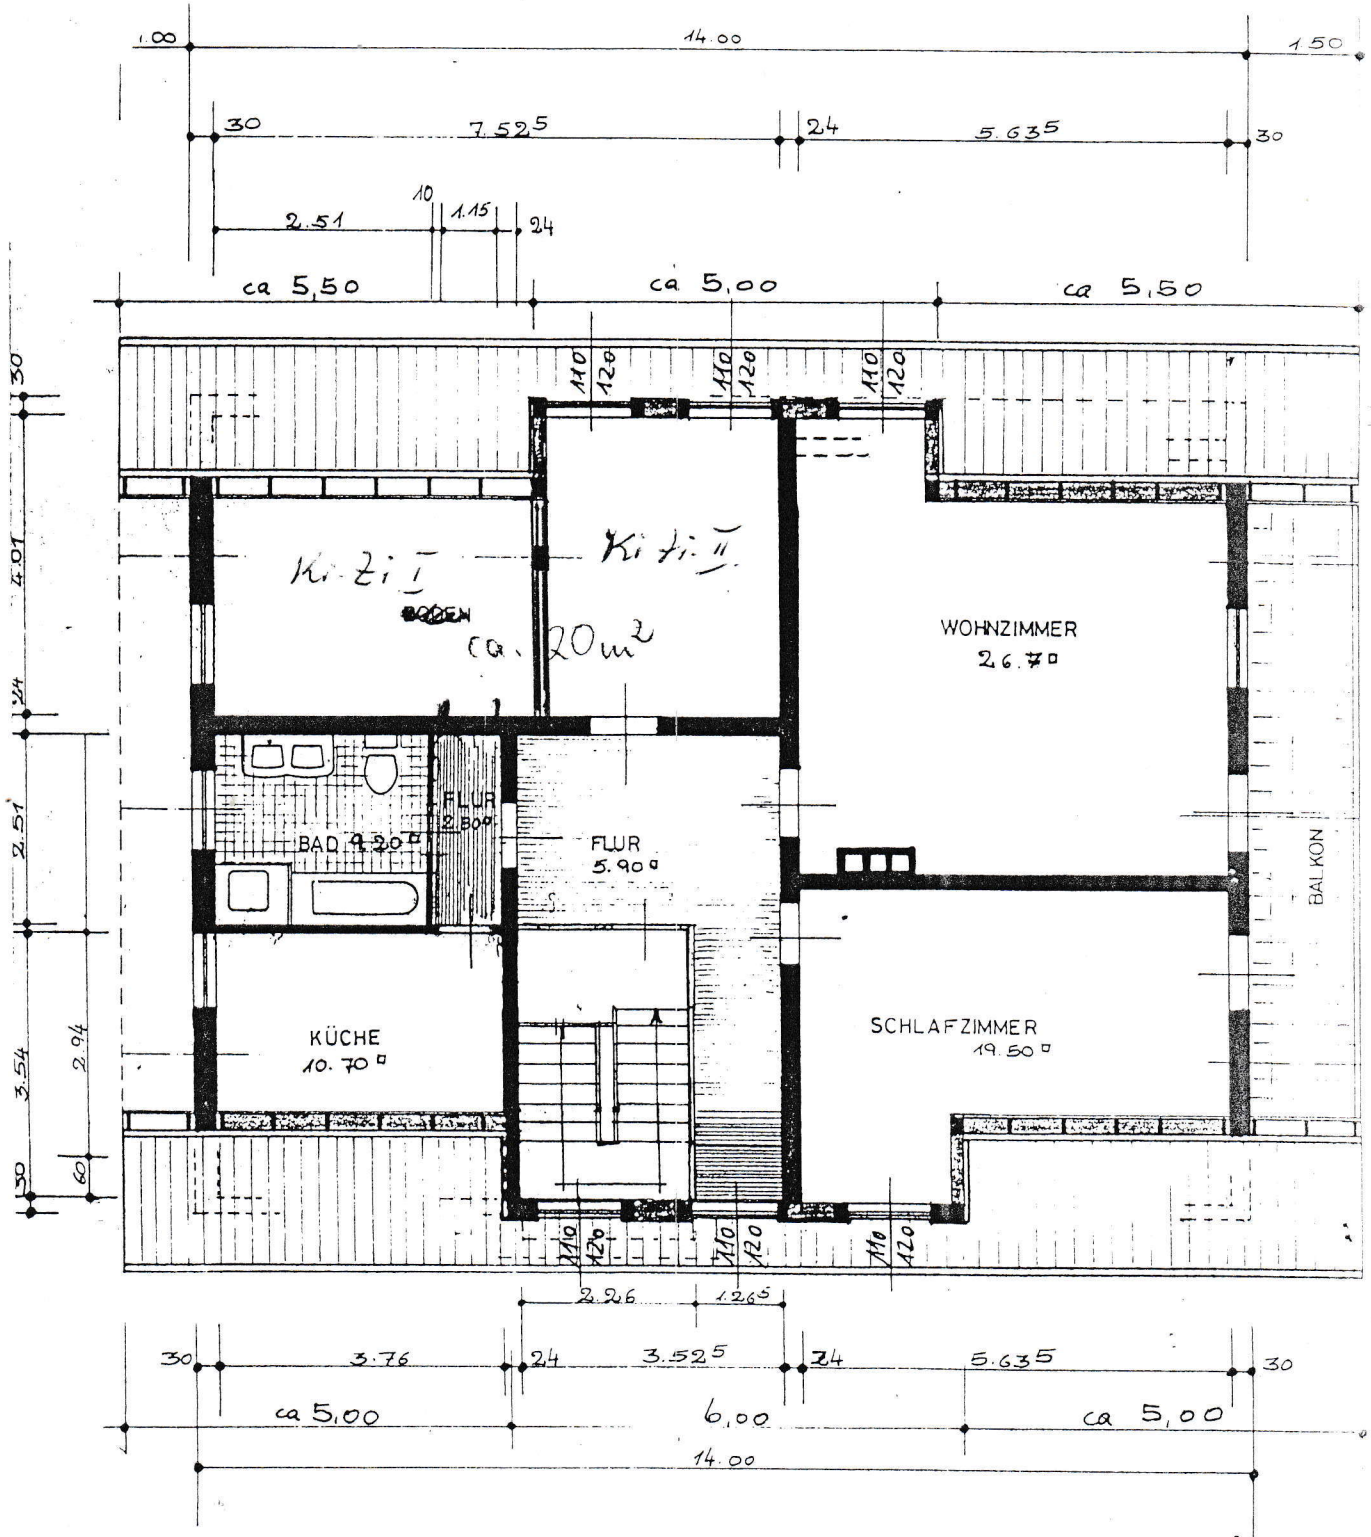 1.00 14.00 1.50
30 7.52⁵ 24 5.63⁵ 30
10
2.51 1.15 24
ca 5,50 ca 5,00 ca 5,50
110 120 110 120 110 120
30
4.01
24
2.51
3.54
2.94
30
60
Ki-Zi I
Ki Zi II
BODEN
ca. 20 m²
WOHNZIMMER
26.7□
BAD 9.20□
FLUR
2.80□
FLUR
5.90□
BALKON
KÜCHE
10.70□
SCHLAFZIMMER
19.50□
110 120 110 120 110 120
2.26 1.26⁵
30 3.76 24 3.52⁵ 24 5.63⁵ 30
ca 5,00 6,00 ca 5,00
14.00